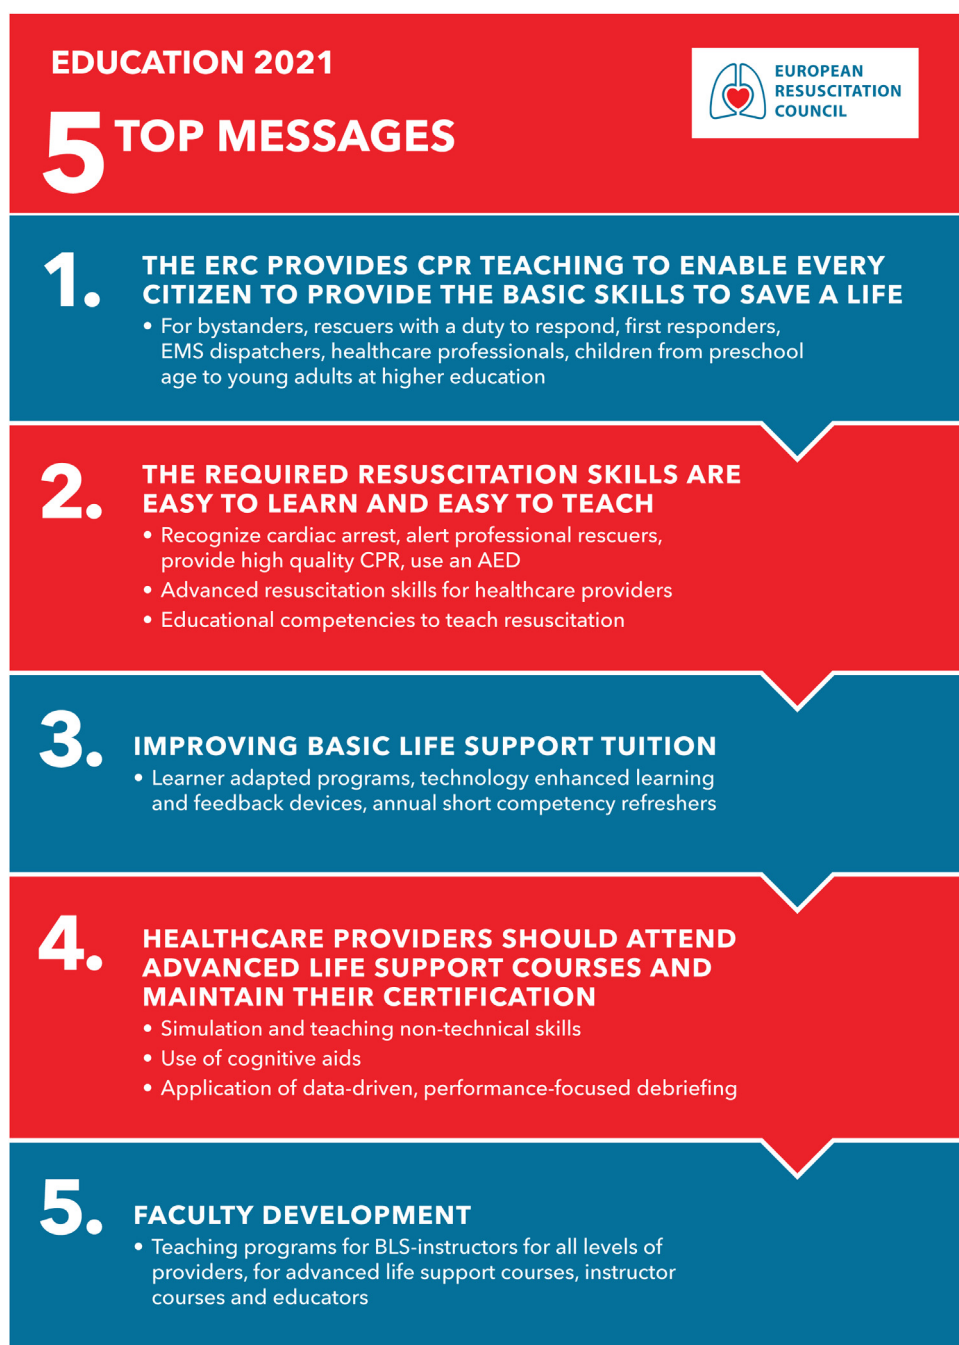 EDUCATION 2021
5 TOP MESSAGES
EUROPEAN
RESUSCITATION
COUNCIL
1.
THE ERC PROVIDES CPR TEACHING TO ENABLE EVERY
CITIZEN TO PROVIDE THE BASIC SKILLS TO SAVE A LIFE
• For bystanders, rescuers with a duty to respond, first responders,
EMS dispatchers, healthcare professionals, children from preschool
age to young adults at higher education
2.
THE REQUIRED RESUSCITATION SKILLS ARE
EASY TO LEARN AND EASY TO TEACH
• Recognize cardiac arrest, alert professional rescuers,
provide high quality CPR, use an AED
• Advanced resuscitation skills for healthcare providers
• Educational competencies to teach resuscitation
3.
IMPROVING BASIC LIFE SUPPORT TUITION
• Learner adapted programs, technology enhanced learning
and feedback devices, annual short competency refreshers
4.
HEALTHCARE PROVIDERS SHOULD ATTEND
ADVANCED LIFE SUPPORT COURSES AND
MAINTAIN THEIR CERTIFICATION
• Simulation and teaching non-technical skills
• Use of cognitive aids
• Application of data-driven, performance-focused debriefing
5.
FACULTY DEVELOPMENT
• Teaching programs for BLS-instructors for all levels of
providers, for advanced life support courses, instructor
courses and educators